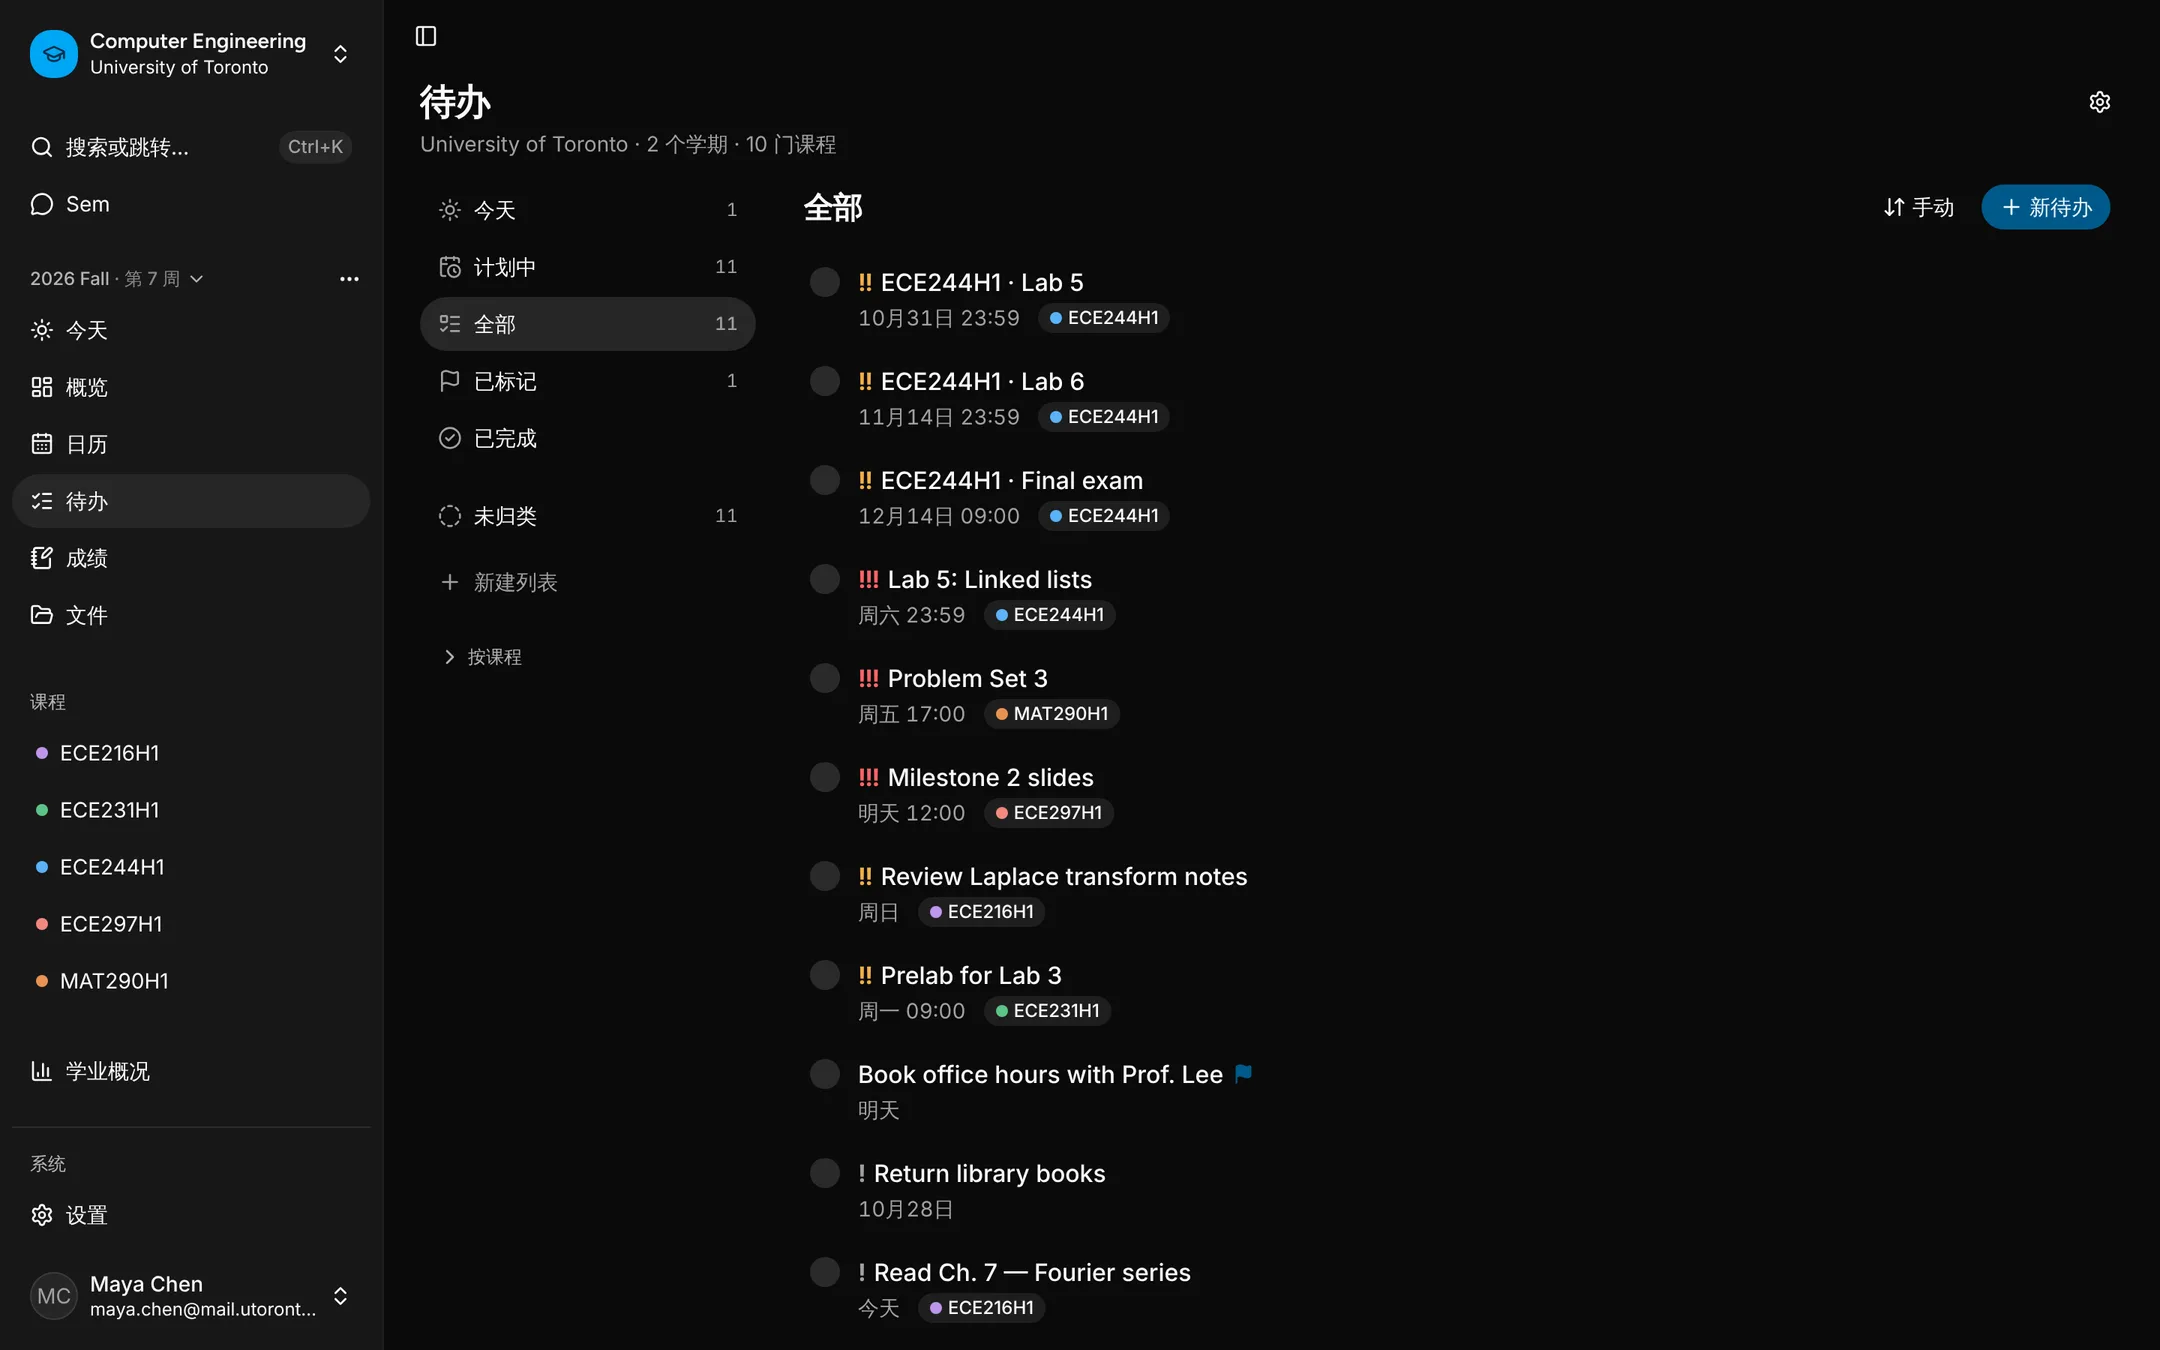 Computer Engineering
University of Toronto
搜索或跳转...
Ctrl+K
Sem
2026 Fall · 第 7 周
今天
概览
日历
待办
成绩
文件
课程
ECE216H1
ECE231H1
ECE244H1
ECE297H1
MAT290H1
学业概况
系统
设置
MC
Maya Chen
maya.chen@mail.utoront...
待办
University of Toronto · 2 个学期 · 10 门课程
今天 1
计划中 11
全部 11
已标记 1
已完成
未归类 11
新建列表
按课程
全部
手动
新待办
!! ECE244H1 · Lab 5
10月31日 23:59 ECE244H1
!! ECE244H1 · Lab 6
11月14日 23:59 ECE244H1
!! ECE244H1 · Final exam
12月14日 09:00 ECE244H1
!!! Lab 5: Linked lists
周六 23:59 ECE244H1
!!! Problem Set 3
周五 17:00 MAT290H1
!!! Milestone 2 slides
明天 12:00 ECE297H1
!! Review Laplace transform notes
周日 ECE216H1
!! Prelab for Lab 3
周一 09:00 ECE231H1
Book office hours with Prof. Lee
明天
! Return library books
10月28日
! Read Ch. 7 — Fourier series
今天 ECE216H1